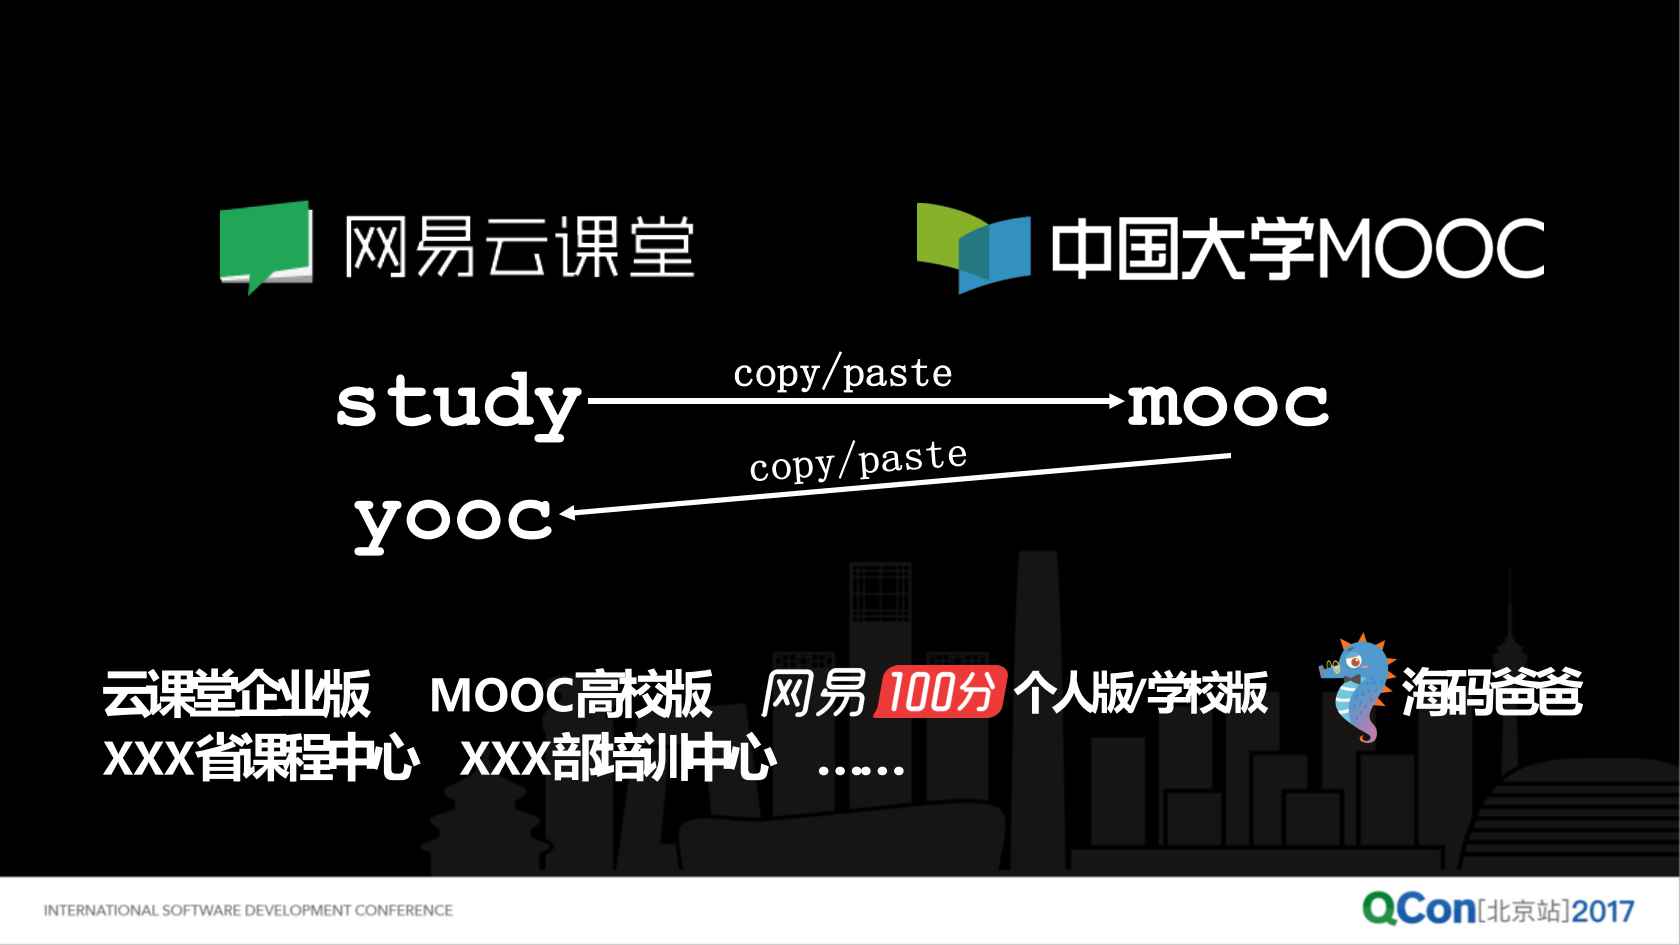 网易云课堂 中国大学MOOC
copy/paste
study mooc
copy/paste
yooc
云课堂企业版 MOOC高校版 网易100分 个人版/学校版 海码爸爸
XXX省课程中心 XXX部培训中心 ……
INTERNATIONAL SOFTWARE DEVELOPMENT CONFERENCE QCon[北京站]2017